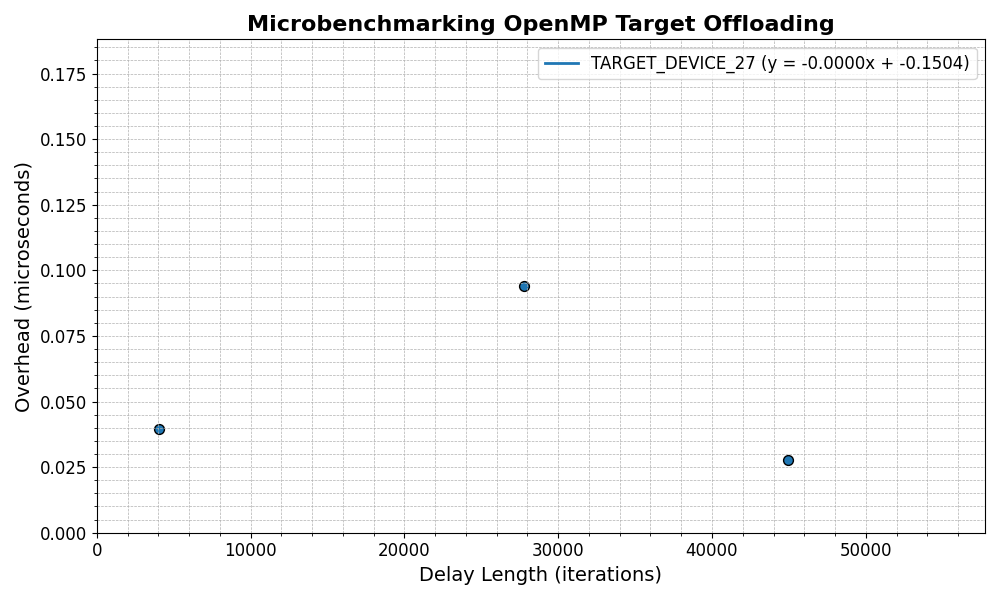 Microbenchmarking OpenMP Target Offloading
TARGET_DEVICE_27 (y = -0.0000x + -0.1504)
Overhead (microseconds)
0.175
0.150
0.125
0.100
0.075
0.050
0.025
0.000
0 10000 20000 30000 40000 50000
Delay Length (iterations)